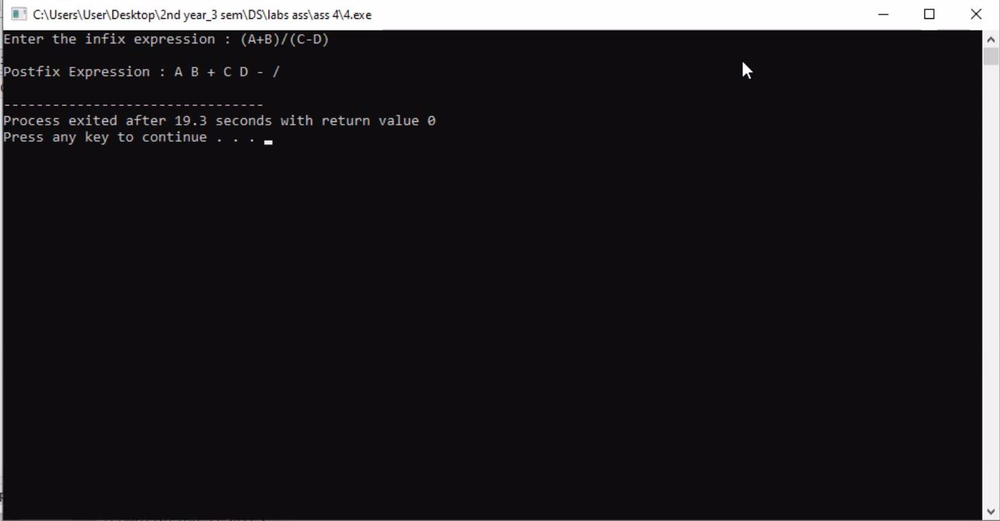 C:\Users\User\Desktop\2nd year_3 sem\DS\labs ass\ass 4\4.exe
Enter the infix expression : (A+B)/(C-D)
Postfix Expression : A B + C D - /
--------------------------------
Process exited after 19.3 seconds with return value 0
Press any key to continue . . .